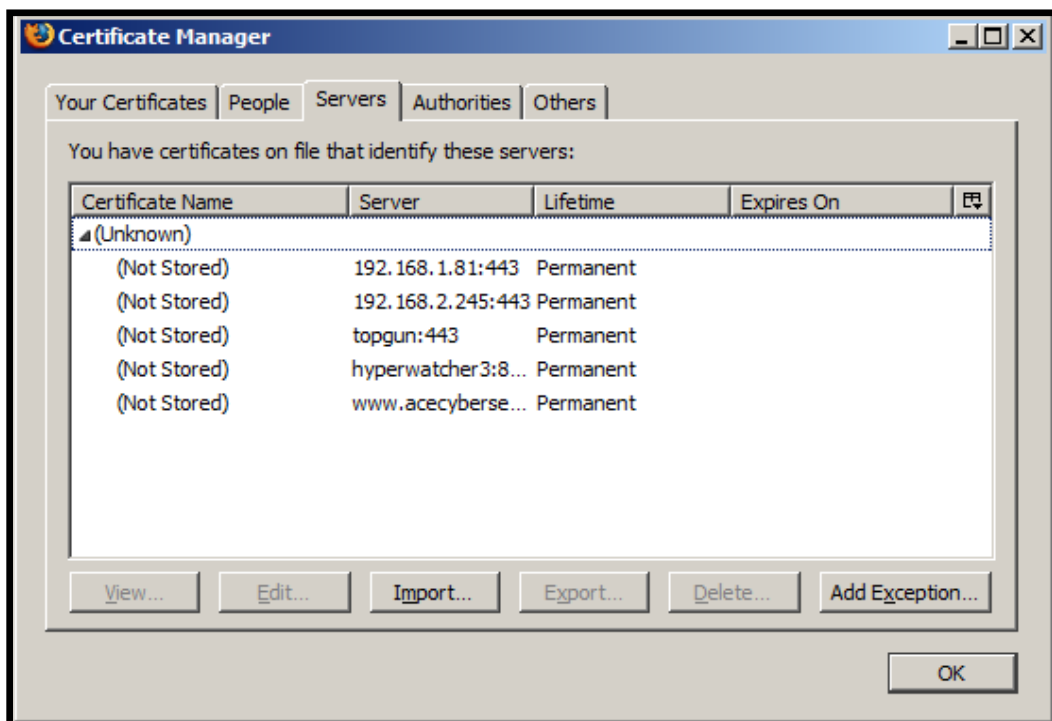 Certificate Manager
Your Certificates People Servers Authorities Others
You have certificates on file that identify these servers:
Certificate Name Server Lifetime Expires On
(Unknown)
(Not Stored) 192.168.1.81:443 Permanent
(Not Stored) 192.168.2.245:443 Permanent
(Not Stored) topgun:443 Permanent
(Not Stored) hyperwatcher3:8... Permanent
(Not Stored) www.acecyberse... Permanent
View... Edit... Import... Export... Delete... Add Exception...
OK